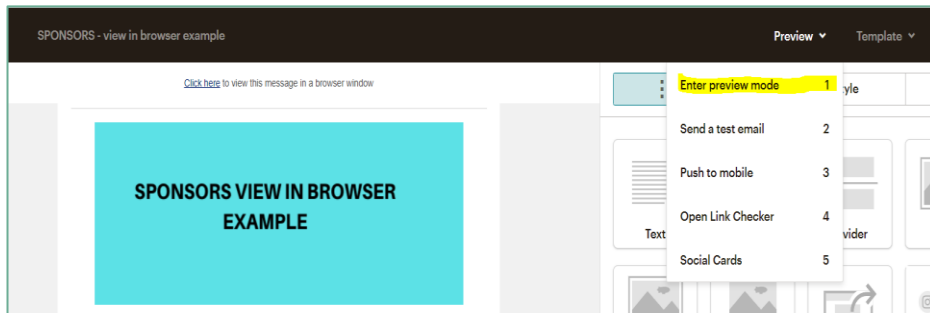 SPONSORS - view in browser example
Preview
Template
Click here to view this message in a browser window
SPONSORS VIEW IN BROWSER
EXAMPLE
Enter preview mode 1
Send a test email 2
Push to mobile 3
Open Link Checker 4
Social Cards 5
yle
Text
vider